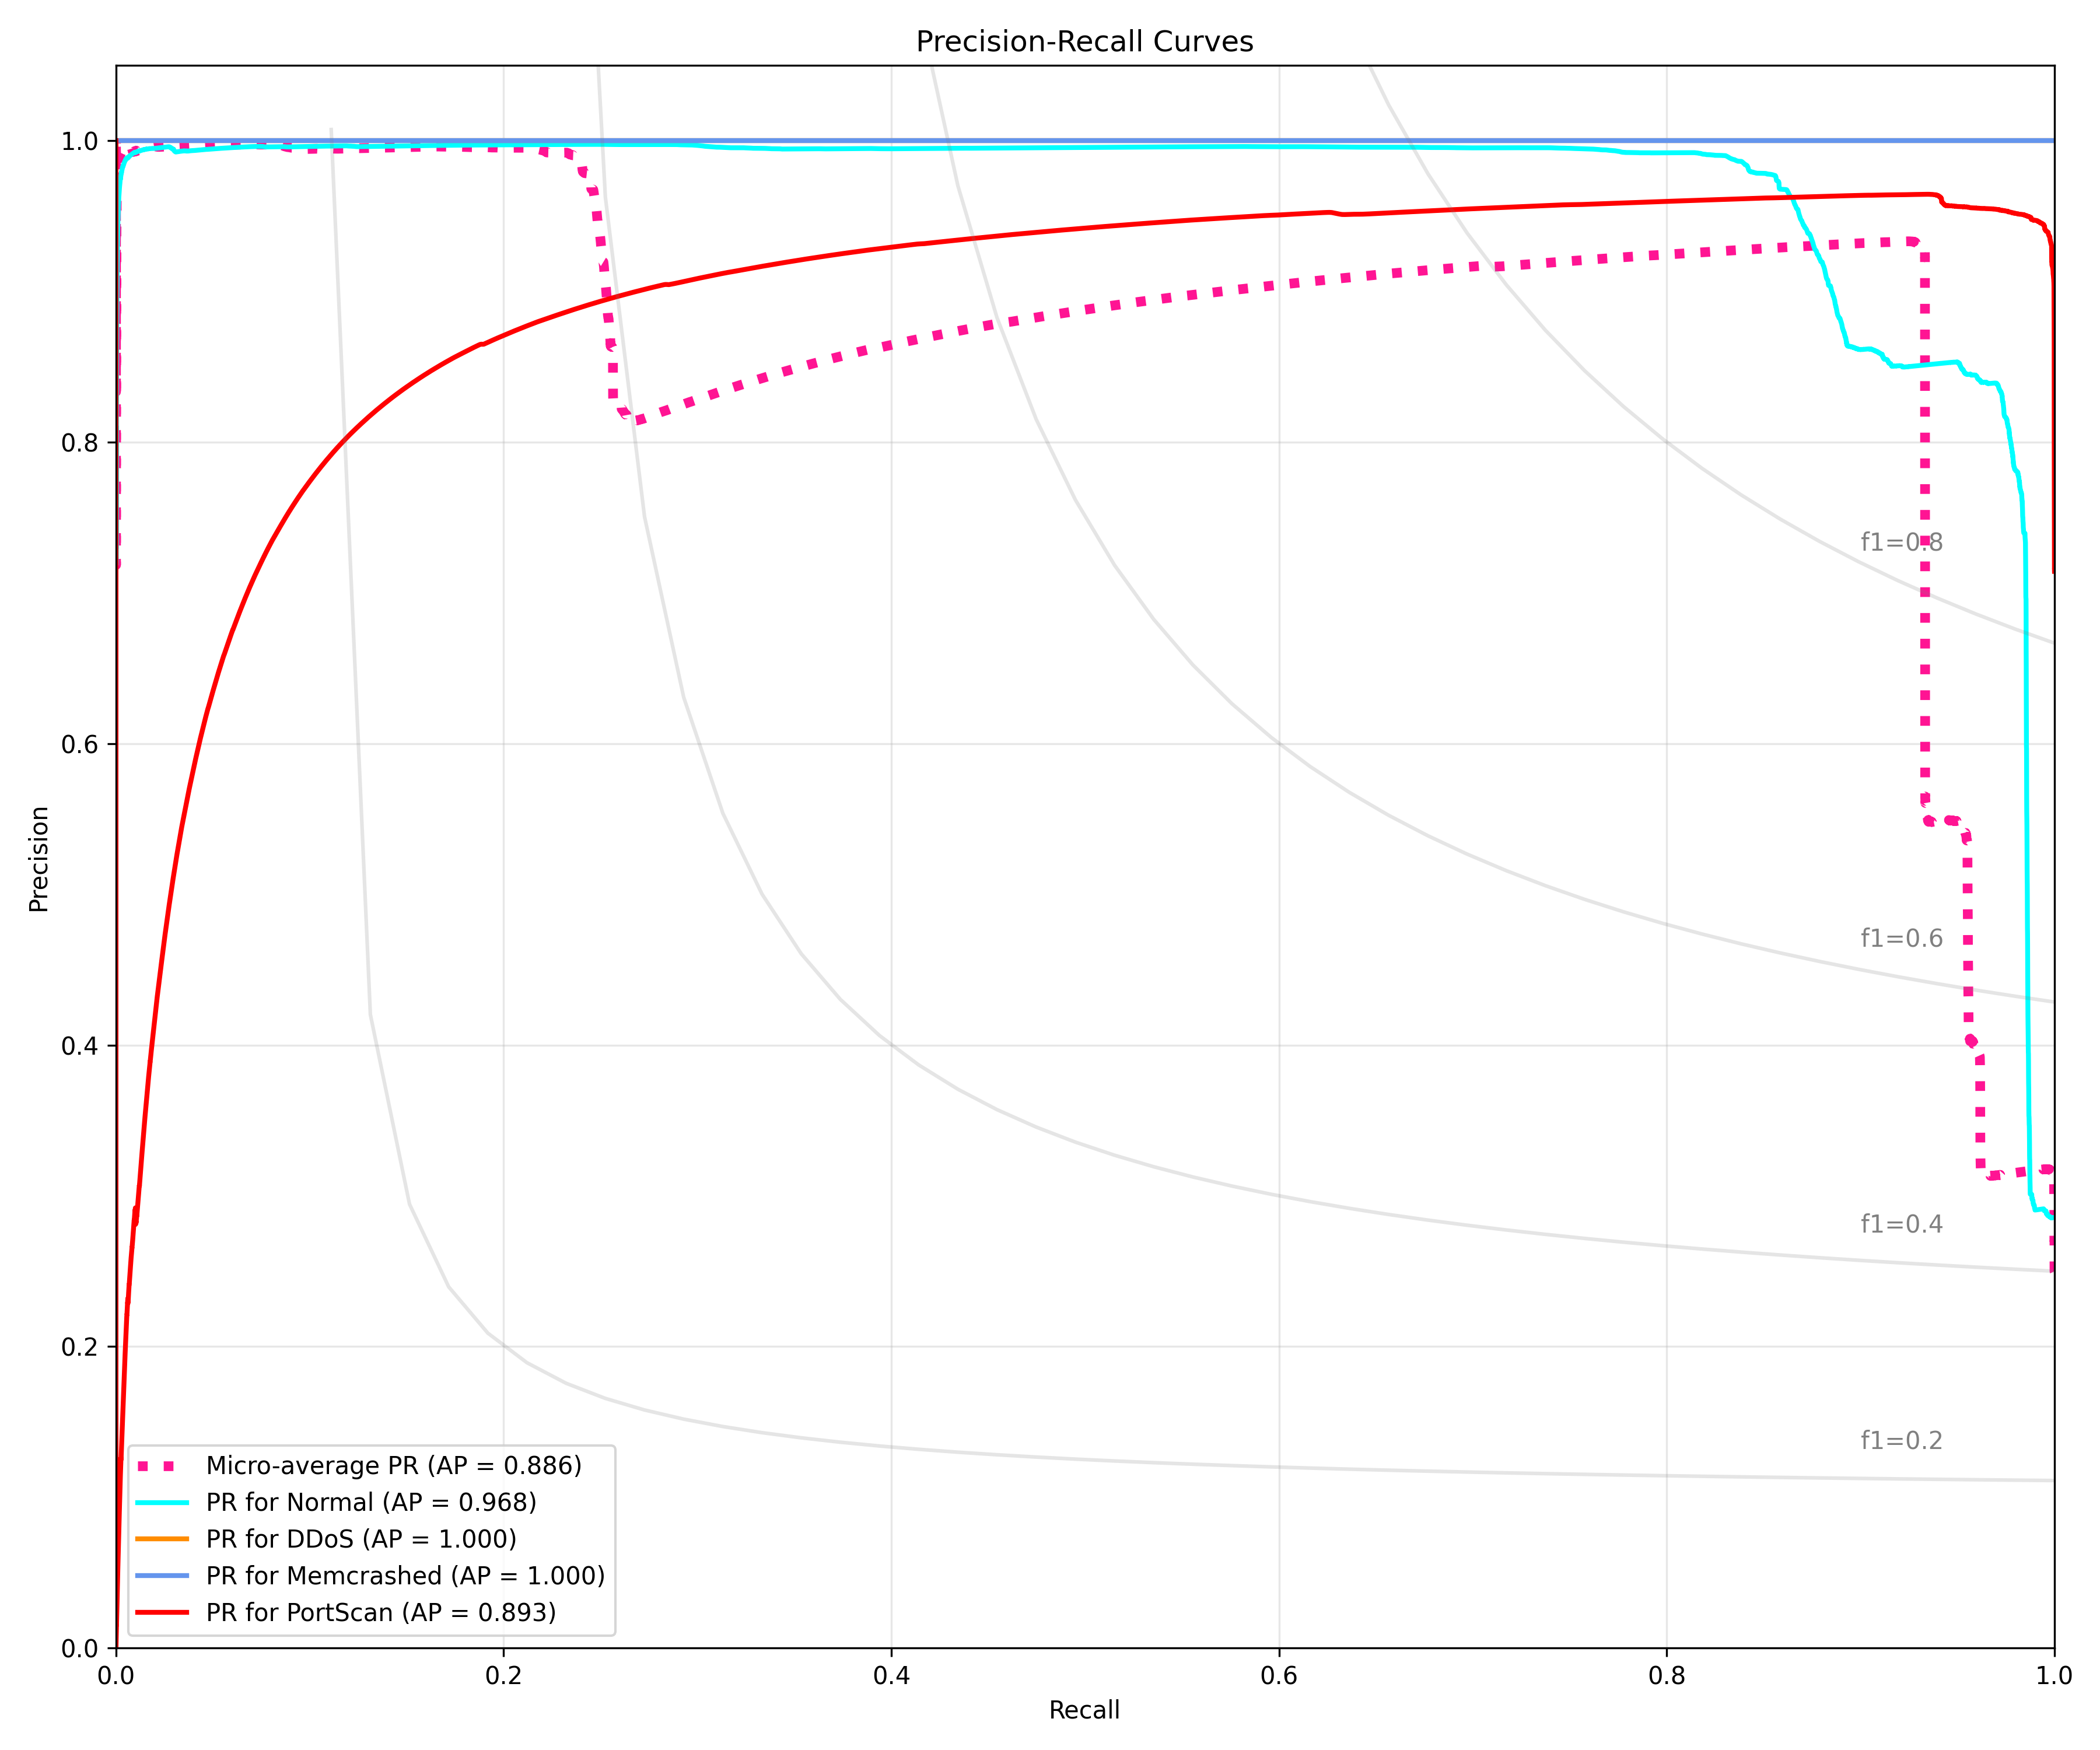 Precision-Recall Curves
1.0
0.8
0.6
0.4
0.2
0.0
Precision
f1=0.8
f1=0.6
f1=0.4
f1=0.2
Micro-average PR (AP = 0.886)
PR for Normal (AP = 0.968)
PR for DDoS (AP = 1.000)
PR for Memcrashed (AP = 1.000)
PR for PortScan (AP = 0.893)
0.0 0.2 0.4 0.6 0.8 1.0
Recall